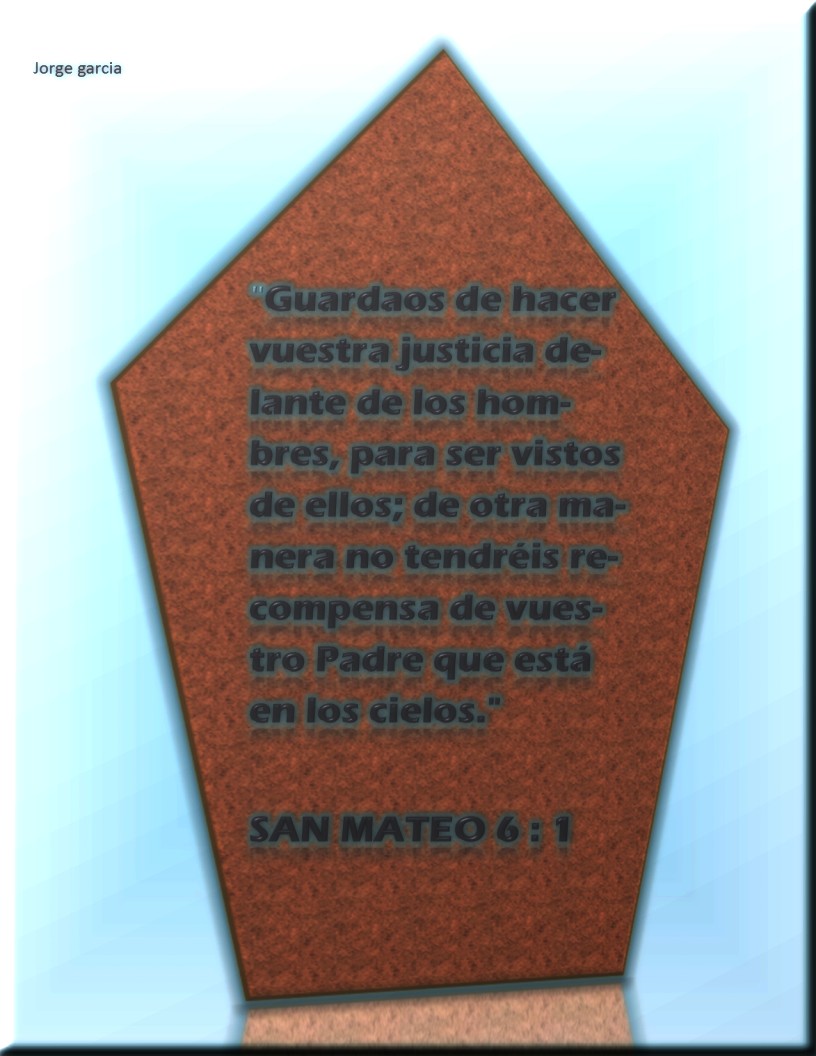 Jorge garcia
"Guardaos de hacer
vuestra justicia de-
lante de los hom-
bres, para ser vistos
de ellos; de otra ma-
nera no tendréis re-
compensa de vues-
tro Padre que está
en los cielos."
SAN MATEO 6 : 1